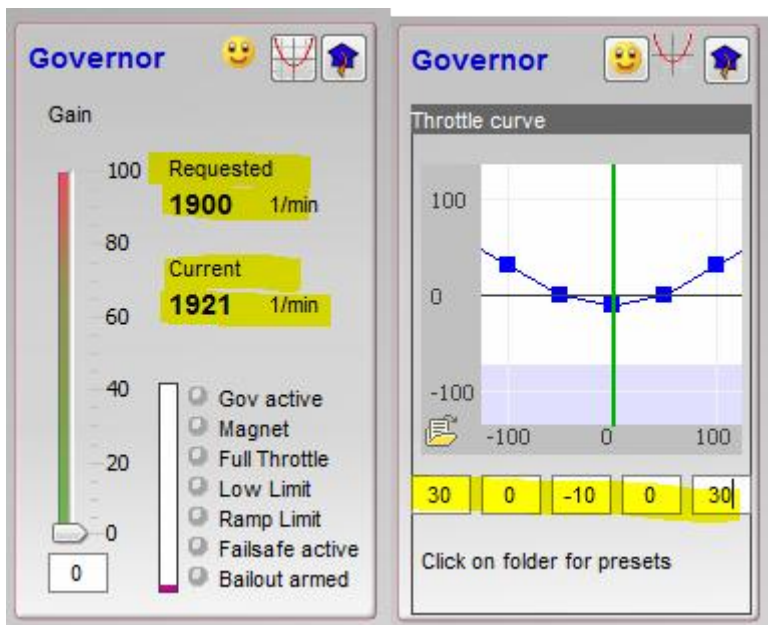 Governor
Gain
100
80
60
40
20
0
0
Requested
1900 1/min
Current
1921 1/min
Gov active
Magnet
Full Throttle
Low Limit
Ramp Limit
Failsafe active
Bailout armed
Governor
Throttle curve
100
0
-100
-100 0 100
30 0 -10 0 30
Click on folder for presets